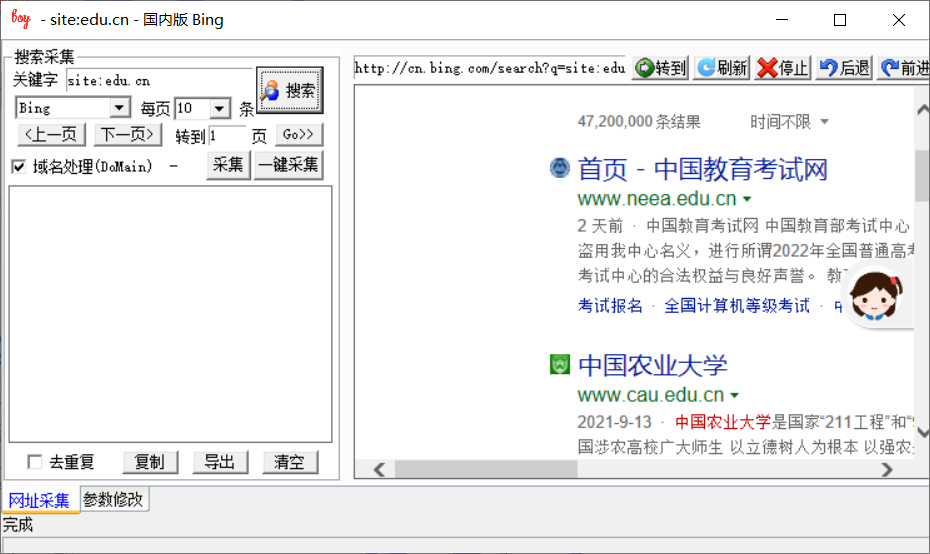 boy - site:edu.cn - 国内版 Bing
搜索采集
关键字 site:edu.cn 搜索
Bing 每页 10 条
<上一页 下一页> 转到 1 页 Go>>
域名处理(DoMain) - 采集 一键采集
去重复 复制 导出 清空
http://cn.bing.com/search?q=site:edu 转到 刷新 停止 后退 前进
47,200,000 条结果 时间不限
首页 - 中国教育考试网
www.neea.edu.cn
2 天前 · 中国教育考试网 中国教育部考试中心
盗用我中心名义，进行所谓2022年全国普通高考
考试中心的合法权益与良好声誉。 教
考试报名 · 全国计算机等级考试 ·
中国农业大学
www.cau.edu.cn
2021-9-13 · 中国农业大学是国家“211工程”和“9
国涉农高校广大师生 以立德树人为根本 以强农
网址采集 参数修改
完成